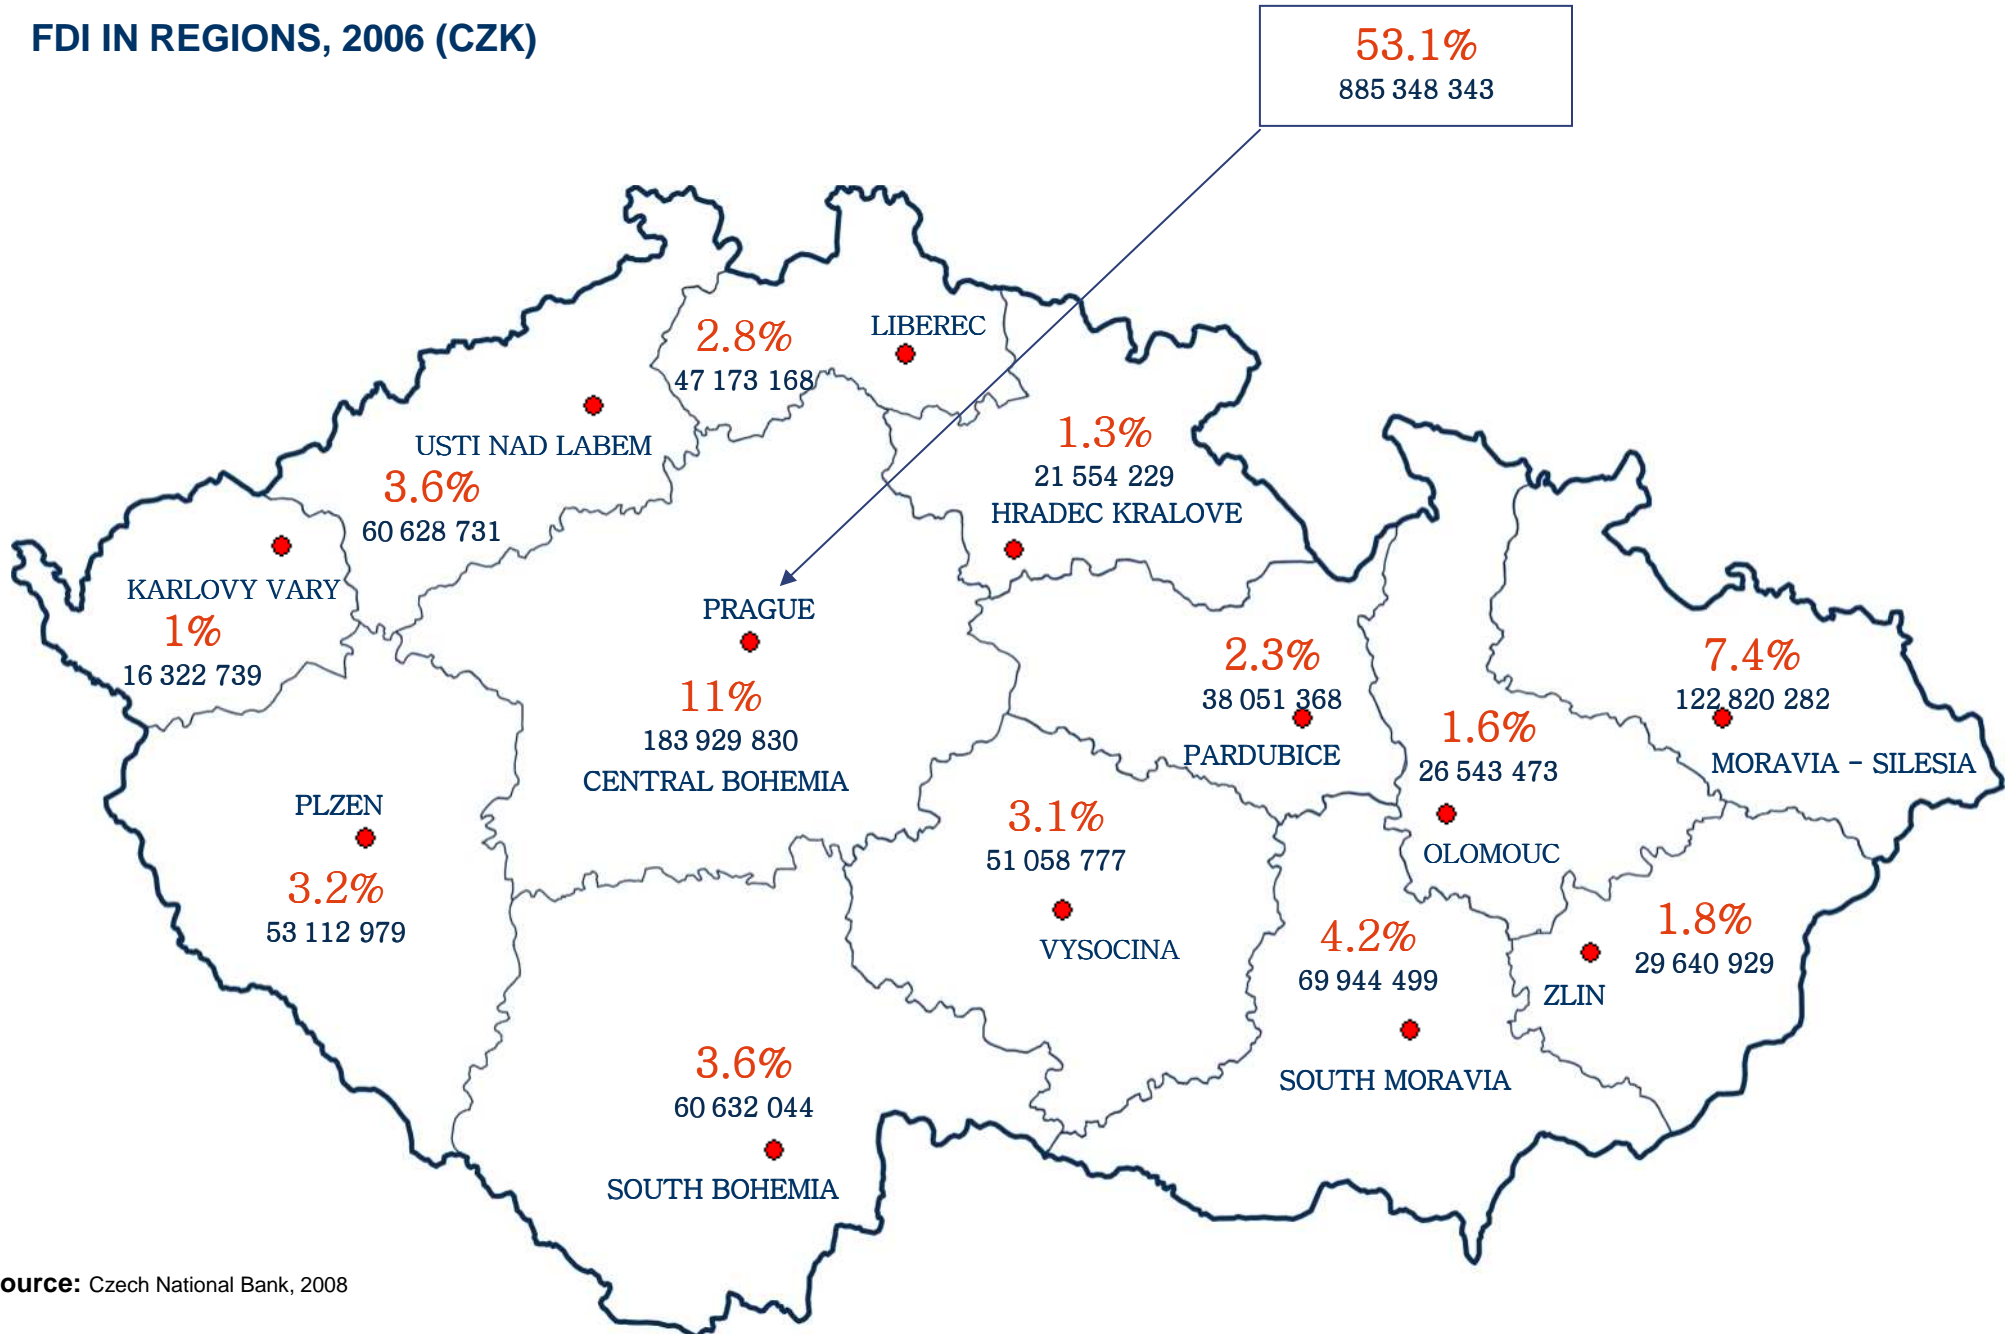 FDI IN REGIONS, 2006 (CZK)
53.1%
885 348 343
LIBEREC
2.8%
47 173 168
USTI NAD LABEM
3.6%
60 628 731
1.3%
21 554 229
HRADEC KRALOVE
KARLOVY VARY
1%
16 322 739
PRAGUE
11%
183 929 830
CENTRAL BOHEMIA
2.3%
38 051 368
PARDUBICE
7.4%
122 820 282
MORAVIA - SILESIA
1.6%
26 543 473
OLOMOUC
PLZEN
3.2%
53 112 979
3.1%
51 058 777
VYSOCINA
4.2%
69 944 499
SOUTH MORAVIA
1.8%
29 640 929
ZLIN
3.6%
60 632 044
SOUTH BOHEMIA
ource: Czech National Bank, 2008